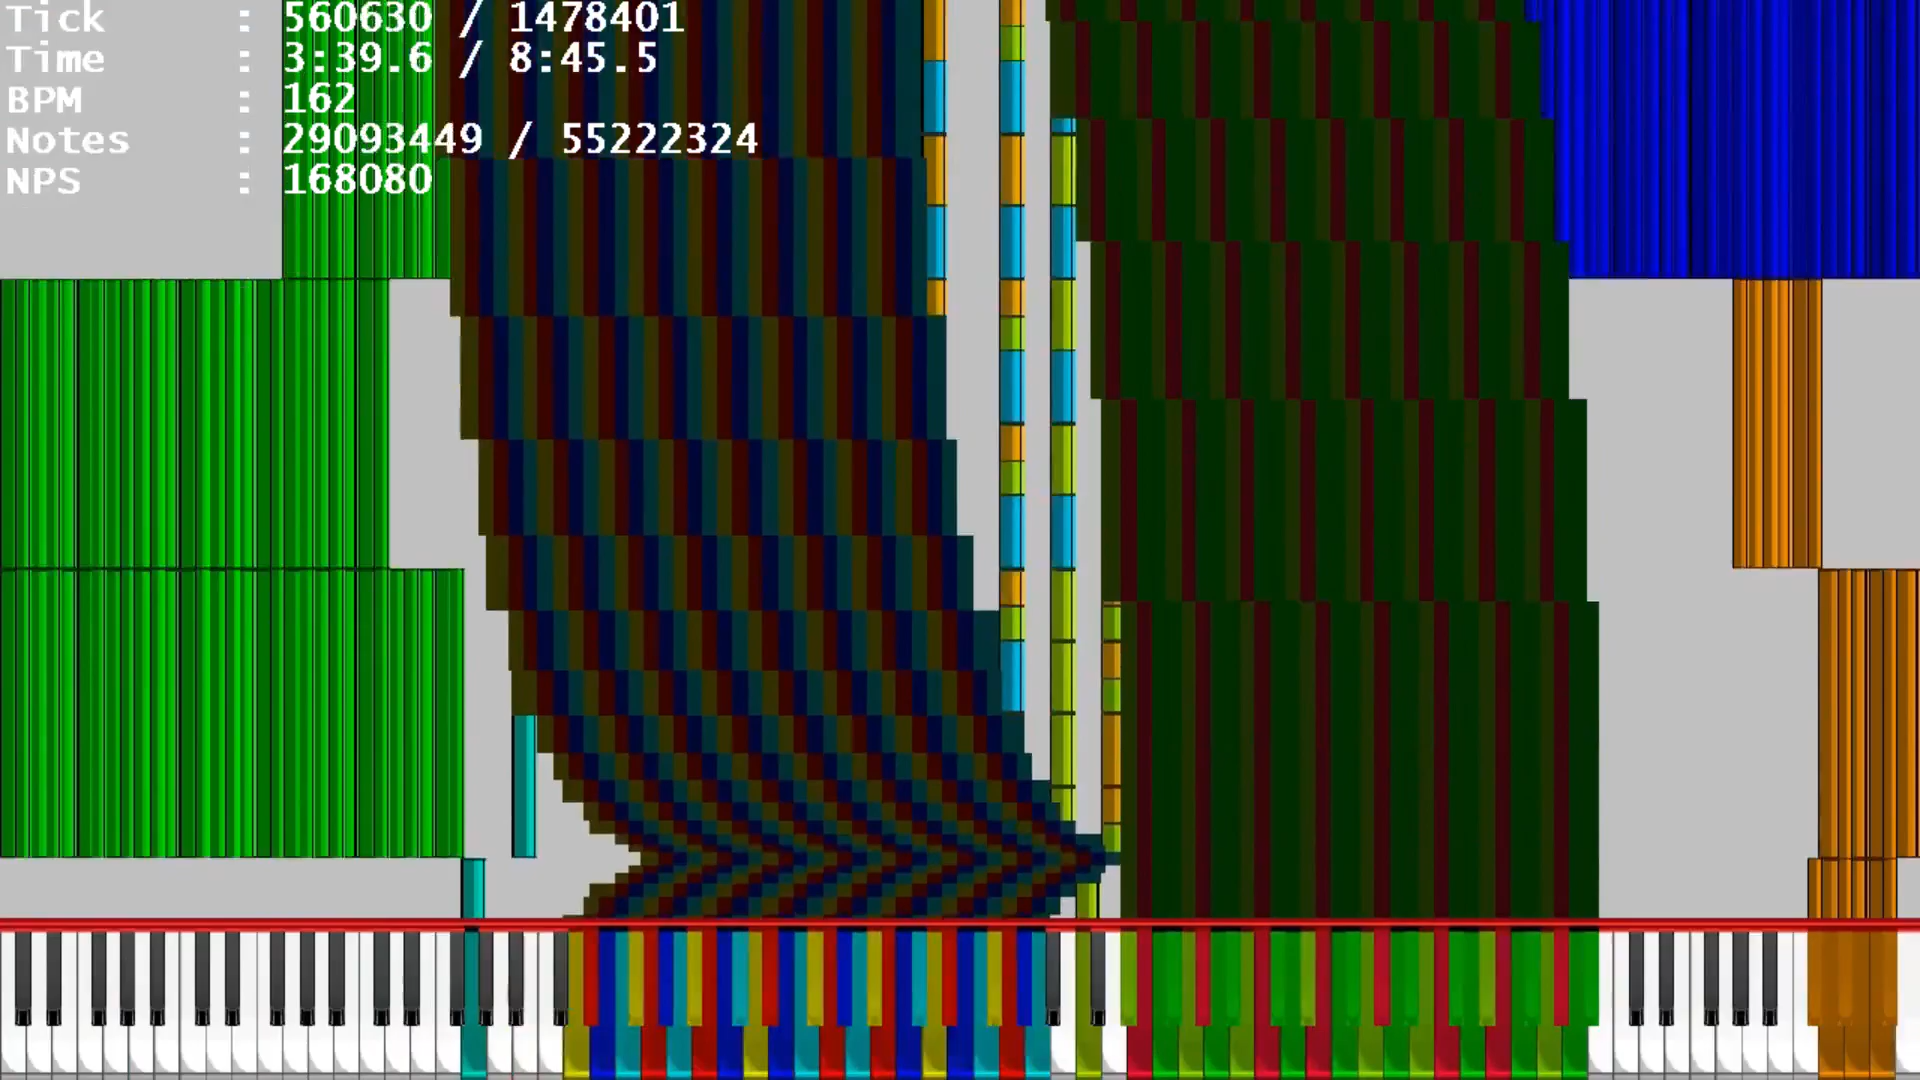 Tick : 560630 / 1478401
Time : 3:39.6 / 8:45.5
BPM : 162
Notes : 29093449 / 55222324
NPS : 168080